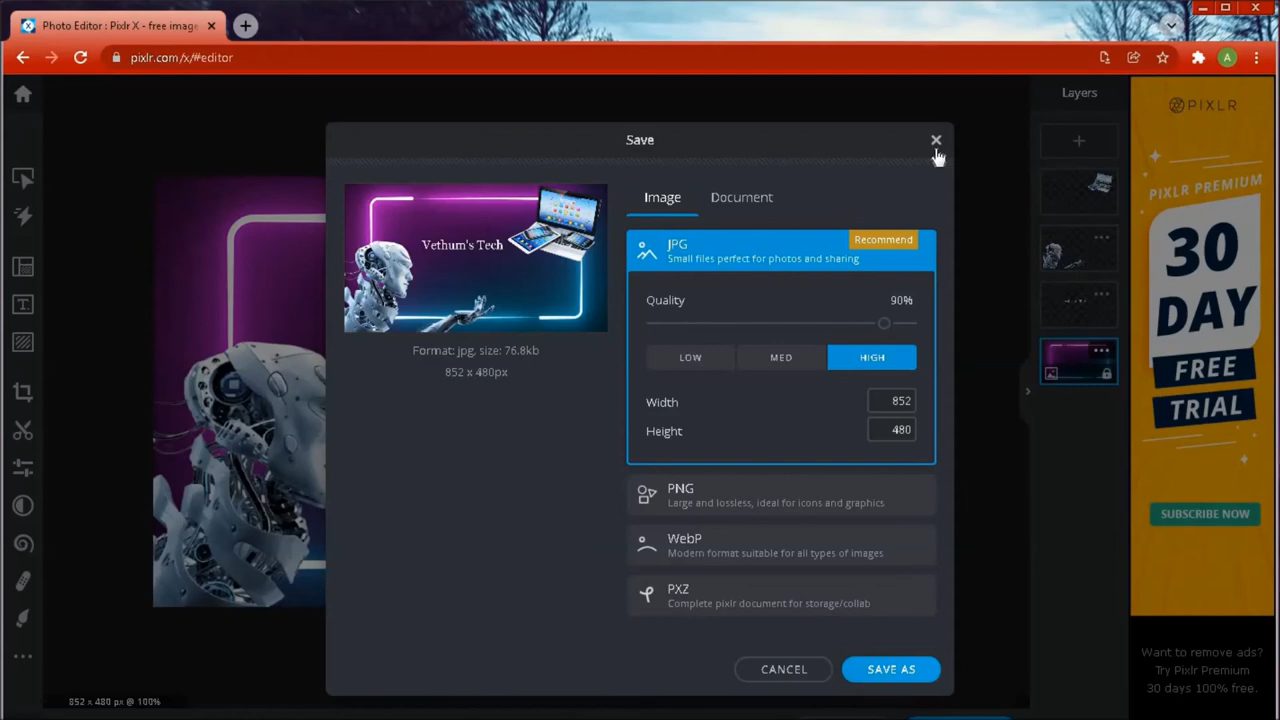 Photo Editor : Pixlr X - free imag
pixlr.com/x/#editor
A
Layers
Save
Image
Document
Vethum's Tech
Format: jpg, size: 76.8kb
852 x 480px
JPG
Recommend
Small files perfect for photos and sharing
Quality
90%
LOW
MED
HIGH
Width
852
Height
480
PNG
Large and lossless, ideal for icons and graphics
WebP
Modern format suitable for all types of images
PXZ
Complete pixlr document for storage/collab
CANCEL
SAVE AS
852 x 480 px @ 100%
PIXLR
PIXLR PREMIUM
30
DAY
FREE
TRIAL
SUBSCRIBE NOW
Want to remove ads?
Try Pixlr Premium
30 days 100% free.